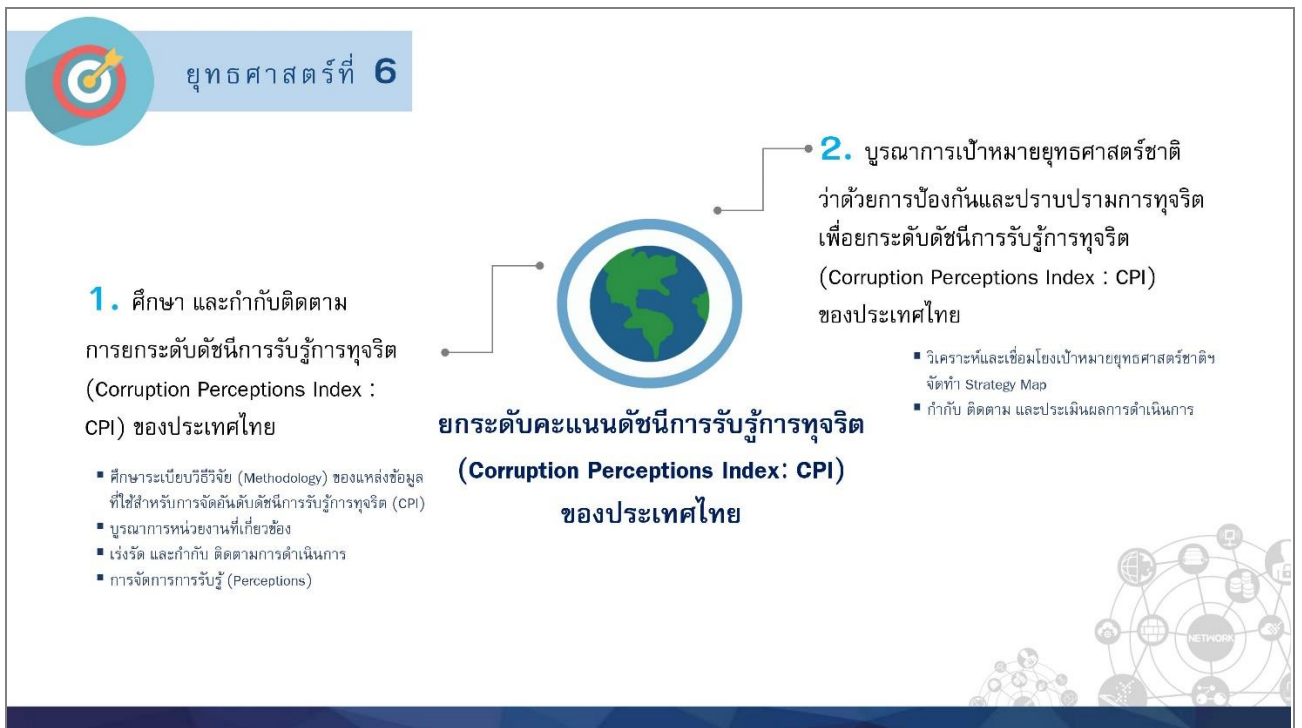 ยุทธศาสตร์ที่ 6
1. ศึกษา และกำกับติดตาม
การยกระดับดัชนีการรับรู้การทุจริต
(Corruption Perceptions Index :
CPI) ของประเทศไทย
■ ศึกษาระเบียบวิธีวิจัย (Methodology) ของแหล่งข้อมูล
ที่ใช้สำหรับการจัดอันดับดัชนีการรับรู้การทุจริต (CPI)
■ บูรณาการหน่วยงานที่เกี่ยวข้อง
■ เร่งรัด และกำกับ ติดตามการดำเนินการ
■ การจัดการการรับรู้ (Perceptions)
ยกระดับคะแนนดัชนีการรับรู้การทุจริต
(Corruption Perceptions Index: CPI)
ของประเทศไทย
2. บูรณาการเป้าหมายยุทธศาสตร์ชาติ
ว่าด้วยการป้องกันและปราบปรามการทุจริต
เพื่อยกระดับดัชนีการรับรู้การทุจริต
(Corruption Perceptions Index : CPI)
ของประเทศไทย
■ วิเคราะห์และเชื่อมโยงเป้าหมายยุทธศาสตร์ชาติฯ
จัดทำ Strategy Map
■ กำกับ ติดตาม และประเมินผลการดำเนินการ
NETWORK